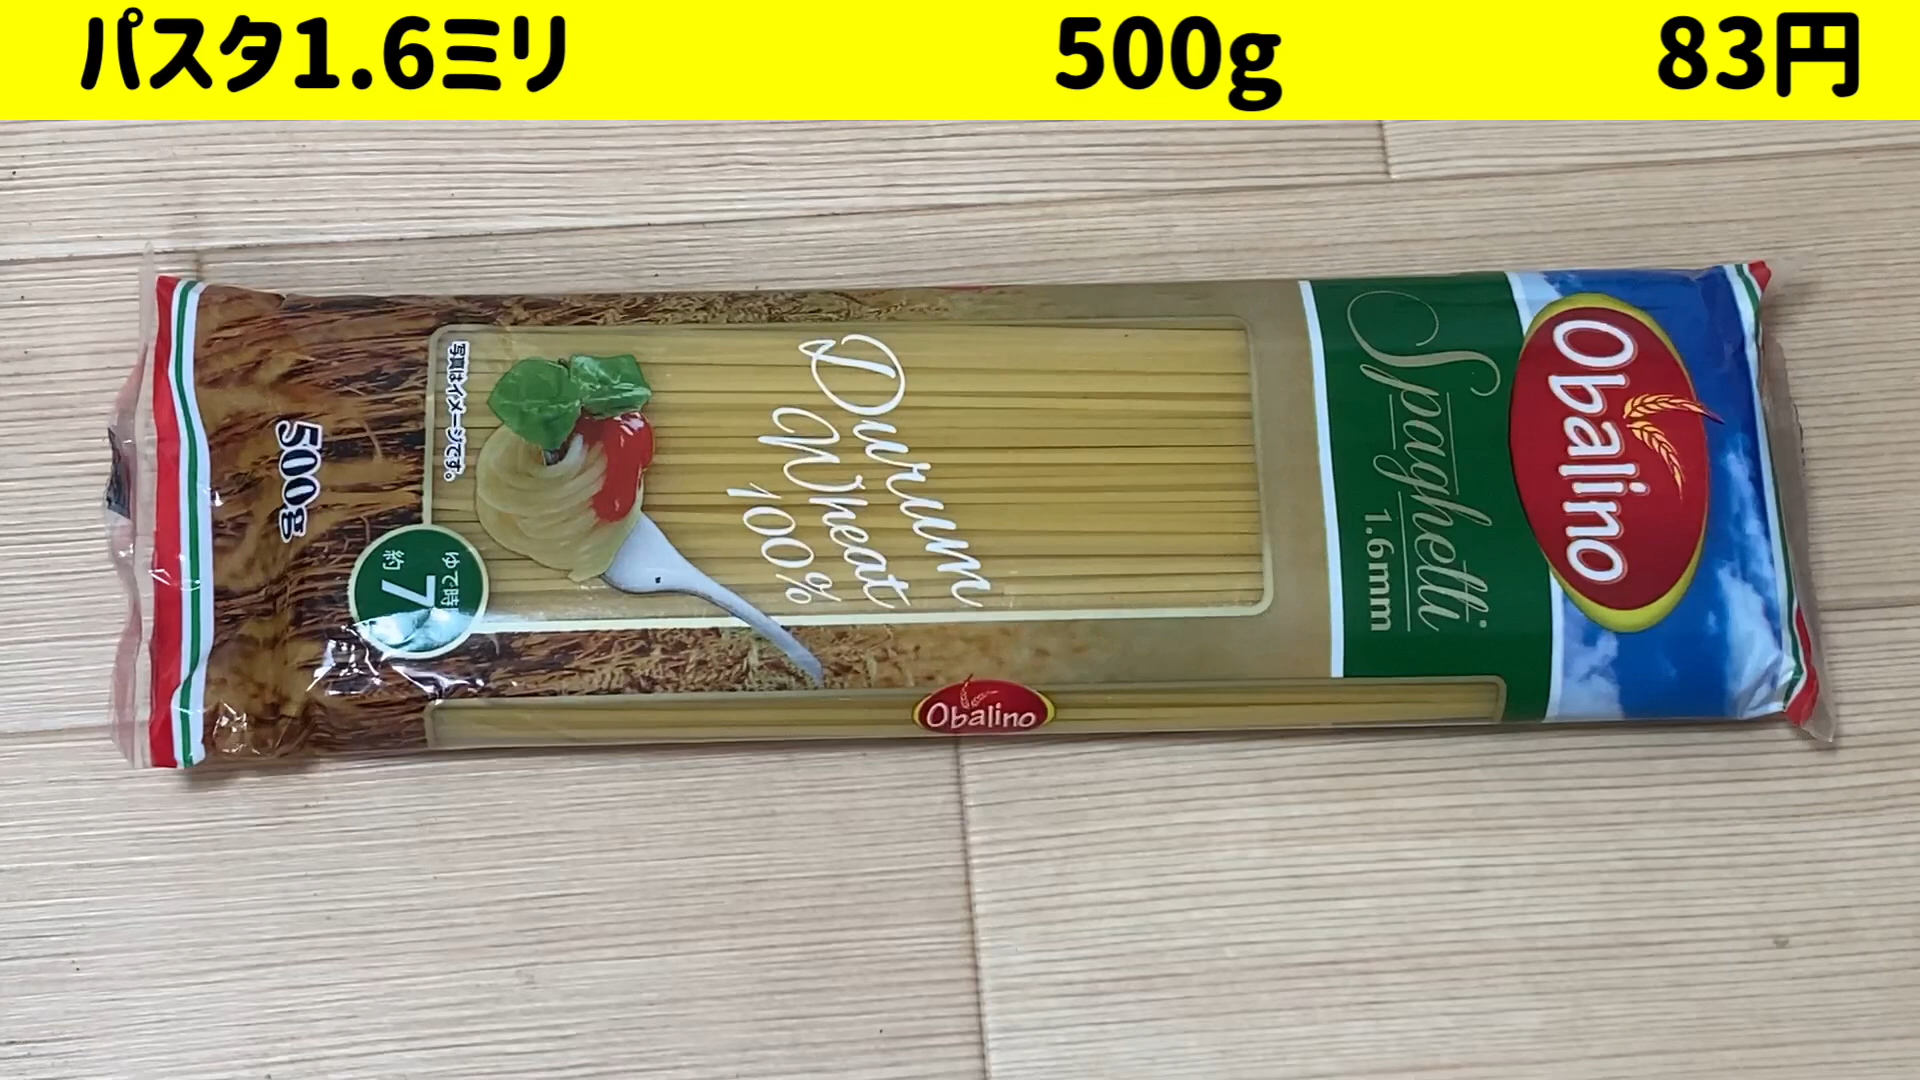 パスタ1.6ミリ 500g 83円
Obalino
Spaghetti
1.6mm
Durum
Wheat
100%
写真はイメージです。
ゆで時
約7
500g
Obalino